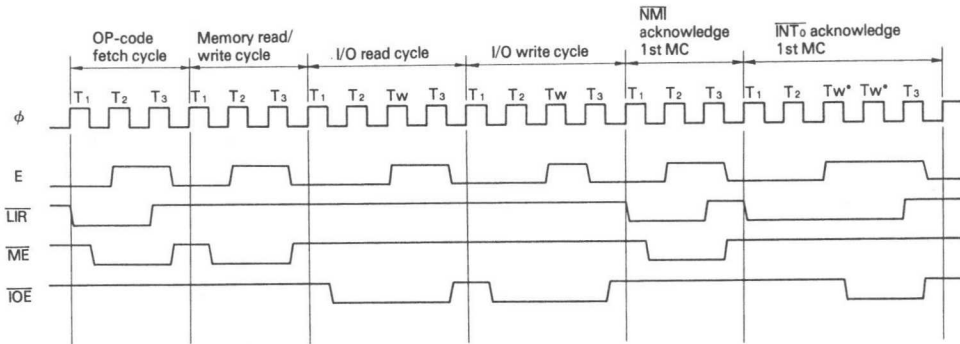 OP-code
fetch cycle
Memory read/
write cycle
I/O read cycle
I/O write cycle
NMI
acknowledge
1st MC
INT₀ acknowledge
1st MC
T₁ T₂ T₃ T₁ T₂ T₃ T₁ T₂ Tw T₃ T₁ T₂ Tw T₃ T₁ T₂ T₃ T₁ T₂ Tw* Tw* T₃
ϕ
E
LIR
ME
IOE